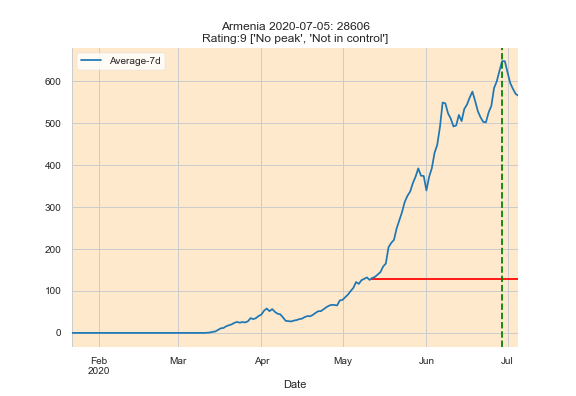 Armenia 2020-07-05: 28606
Rating:9 ['No peak', 'Not in control']
Average-7d
600
500
400
300
200
100
0
Feb
2020
Mar
Apr
May
Jun
Jul
Date